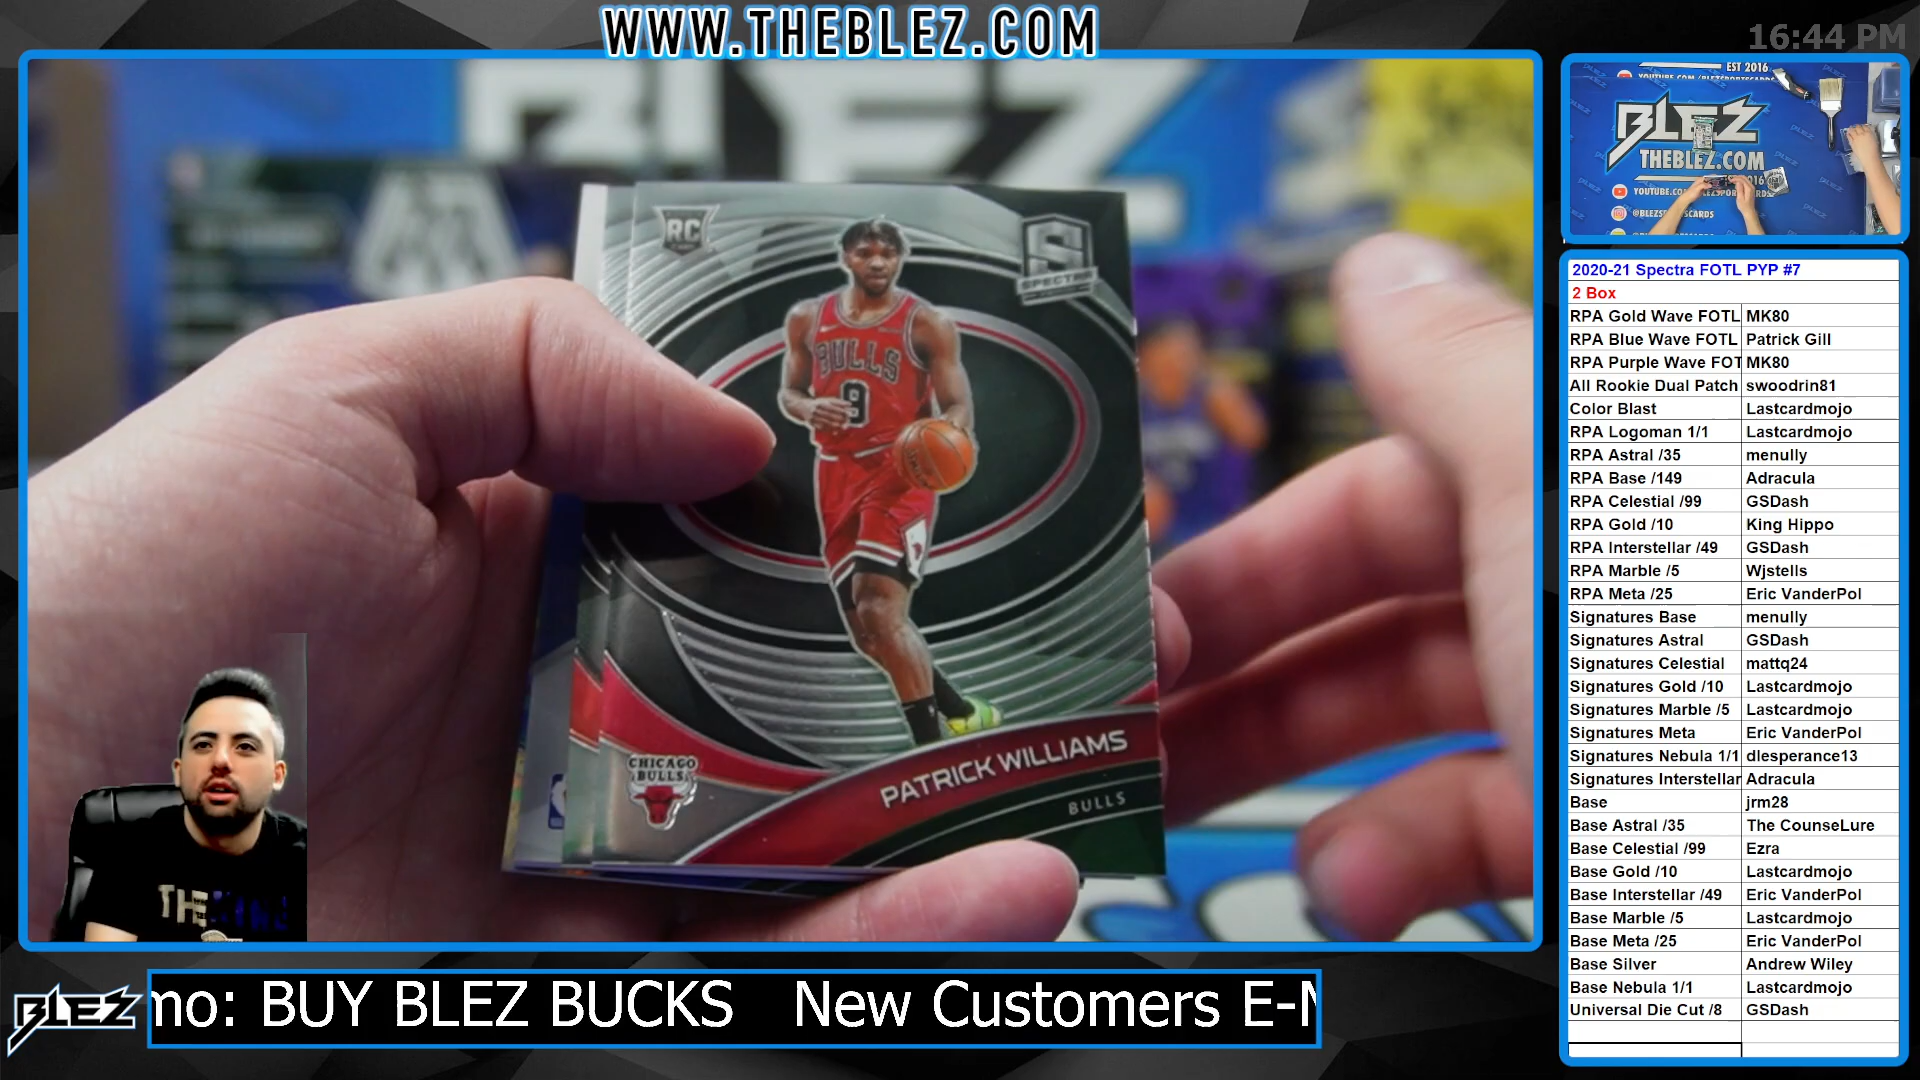 WWW.THEBLEZ.COM
16:44 PM
EST 2016
BLEZ
THEBLEZ.COM
RC
SPECTRA
BULLS
9
CHICAGO
BULLS
PATRICK WILLIAMS
BULLS
2020-21 Spectra FOTL PYP #7
2 Box
RPA Gold Wave FOTL MK80
RPA Blue Wave FOTL Patrick Gill
RPA Purple Wave FOT MK80
All Rookie Dual Patch swoodrin81
Color Blast Lastcardmojo
RPA Logoman 1/1 Lastcardmojo
RPA Astral /35 menully
RPA Base /149 Adracula
RPA Celestial /99 GSDash
RPA Gold /10 King Hippo
RPA Interstellar /49 GSDash
RPA Marble /5 Wjstells
RPA Meta /25 Eric VanderPol
Signatures Base menully
Signatures Astral GSDash
Signatures Celestial mattq24
Signatures Gold /10 Lastcardmojo
Signatures Marble /5 Lastcardmojo
Signatures Meta Eric VanderPol
Signatures Nebula 1/1 dlesperance13
Signatures Interstellar Adracula
Base jrm28
Base Astral /35 The CounseLure
Base Celestial /99 Ezra
Base Gold /10 Lastcardmojo
Base Interstellar /49 Eric VanderPol
Base Marble /5 Lastcardmojo
Base Meta /25 Eric VanderPol
Base Silver Andrew Wiley
Base Nebula 1/1 Lastcardmojo
Universal Die Cut /8 GSDash
BLEZ
mo: BUY BLEZ BUCKS New Customers E-M